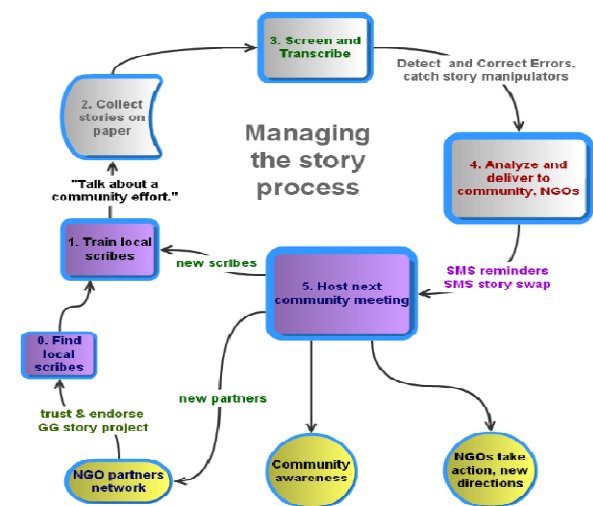 3. Screen and
Transcribe
Detect and Correct Errors,
catch story manipulators
2. Collect
stories on
paper
Managing
the story
process
4. Analyze and
deliver to
community, NGOs
"Talk about a
community effort."
1. Train local
scribes
new scribes
5. Host next
community meeting
SMS reminders
SMS story swap
0. Find
local
scribes
trust & endorse
GG story project
new partners
NGO partners
network
Community
awareness
NGOs take
action, new
directions